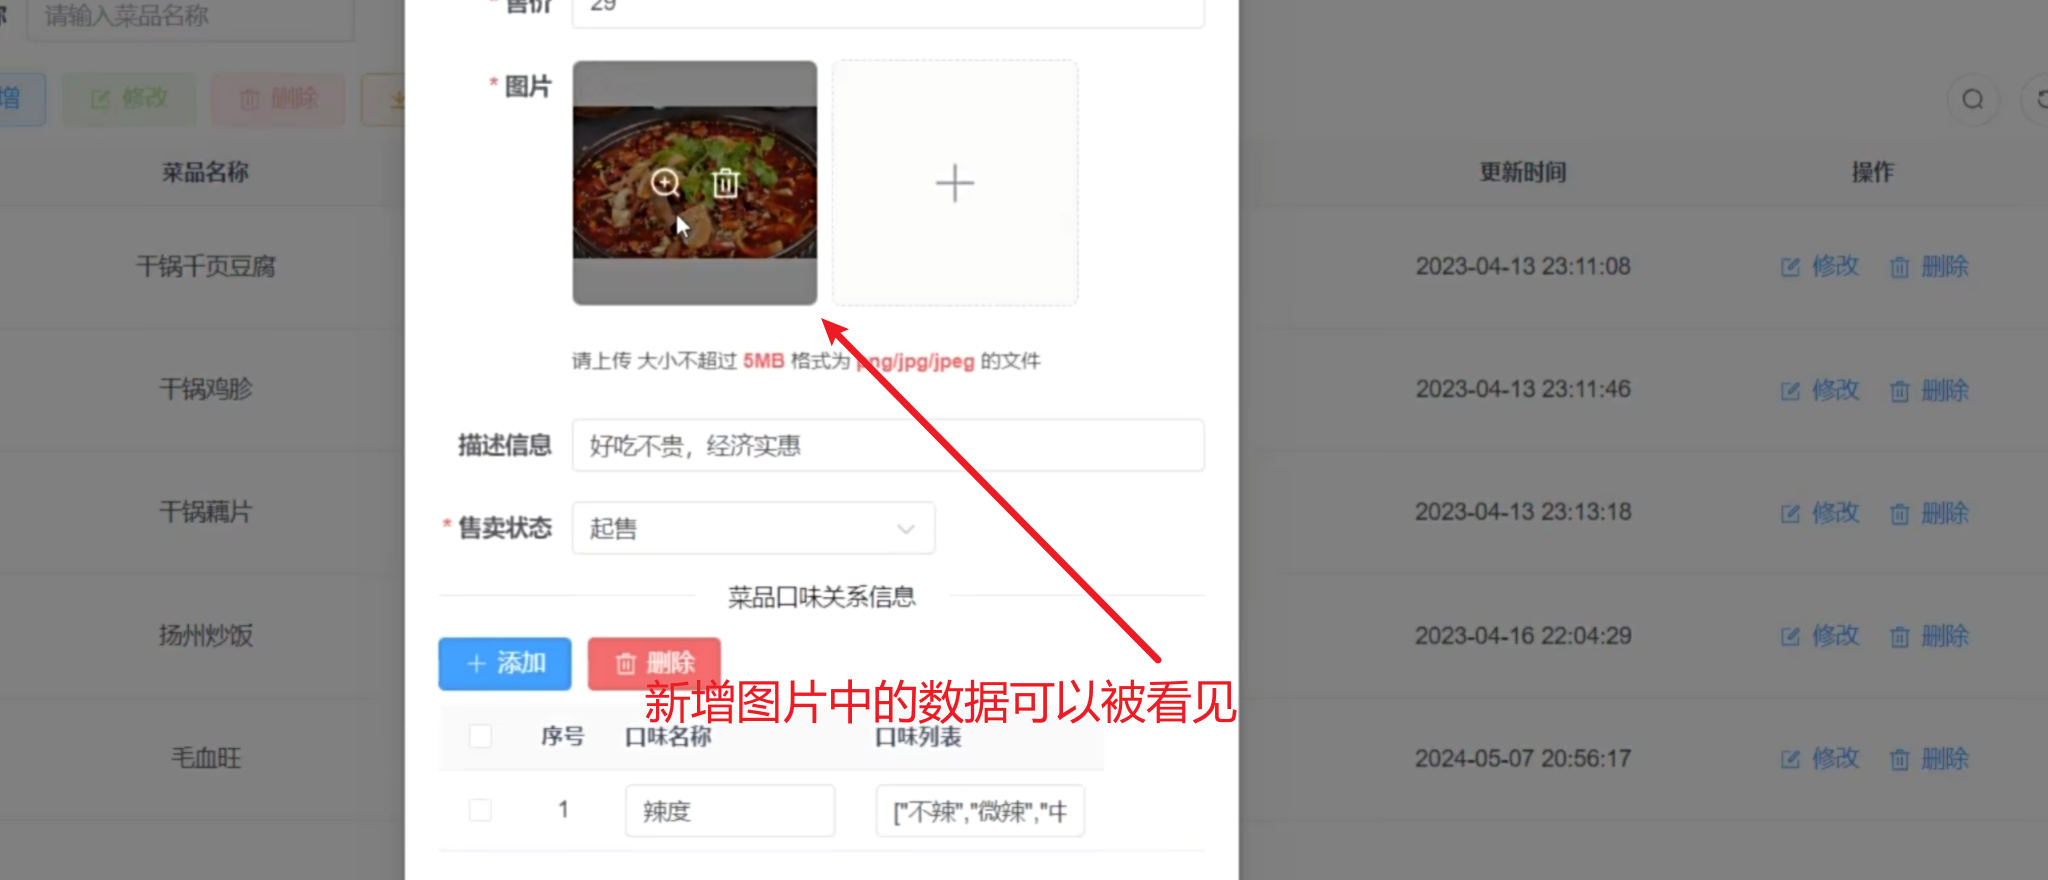 请输入菜品名称
* 售价 29
增 修改 删除
* 图片
菜品名称 更新时间 操作
干锅千页豆腐 2023-04-13 23:11:08 修改 删除
请上传 大小不超过 5MB 格式为 png/jpg/jpeg 的文件
干锅鸡胗 2023-04-13 23:11:46 修改 删除
描述信息 好吃不贵，经济实惠
干锅藕片 2023-04-13 23:13:18 修改 删除
* 售卖状态 起售
菜品口味关系信息
扬州炒饭 2023-04-16 22:04:29 修改 删除
添加 删除
新增图片中的数据可以被看见
序号 口味名称 口味列表
毛血旺 2024-05-07 20:56:17 修改 删除
1 辣度 ["不辣","微辣","中